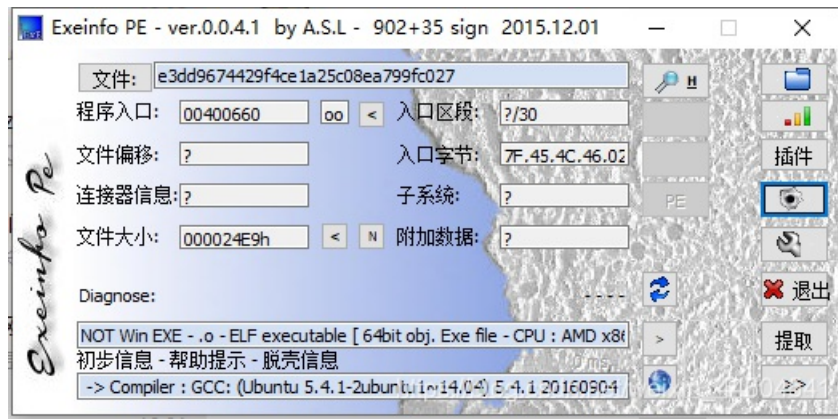 Exeinfo PE - ver.0.0.4.1 by A.S.L - 902+35 sign 2015.12.01
文件: e3dd9674429f4ce1a25c08ea799fc027 H
程序入口: 00400660 oo < 入口区段: ?/30
文件偏移: ? 入口字节: 7F.45.4C.46.02 插件
连接器信息: ? 子系统: ? PE
文件大小: 000024E9h < N 附加数据: ?
Exeinfo Pe
Diagnose: ---- 退出
NOT Win EXE - .o - ELF executable [ 64bit obj. Exe file - CPU : AMD x86 > 提取
初步信息 - 帮助提示 - 脱壳信息 0 ms.
-> Compiler : GCC: (Ubuntu 5.4.1-2ubuntu1~14.04) 5.4.1 20160904 >>